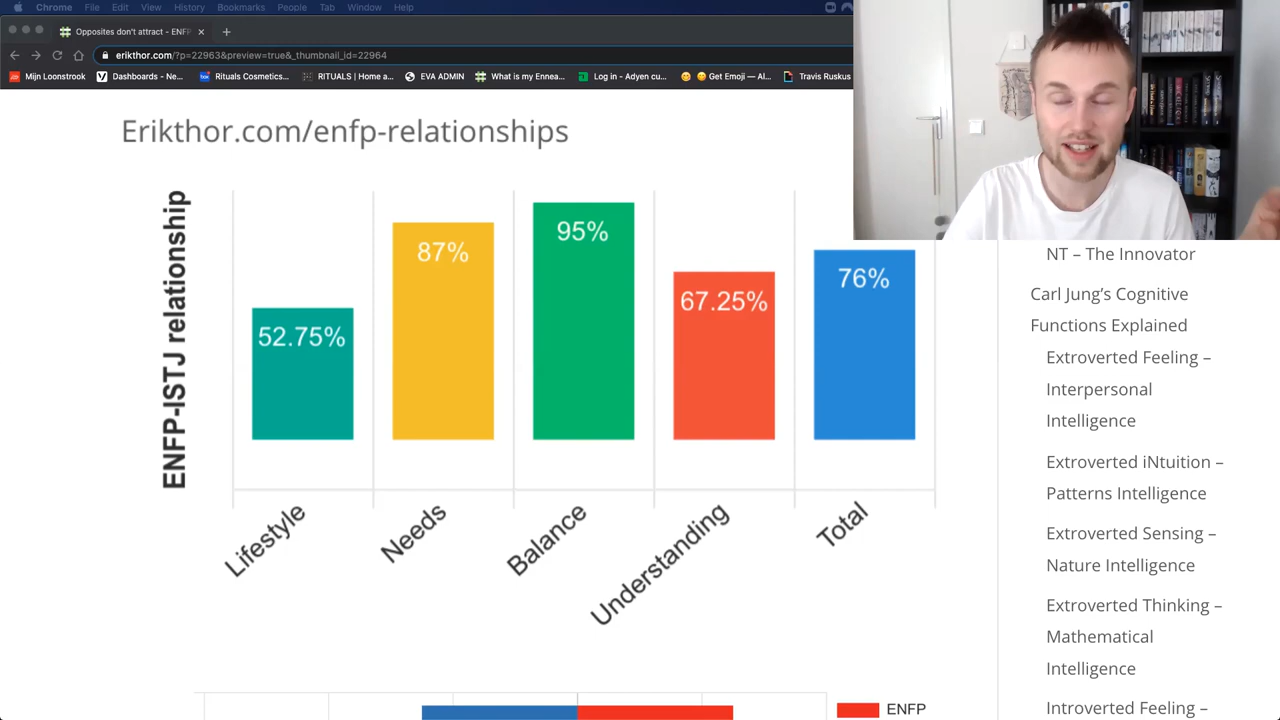 Chrome File Edit View History Bookmarks People Tab Window Help
Opposites don't attract - ENF
erikthor.com/?p=22963&preview=true&_thumbnail_id=22964
Mijn Loonstrook Dashboards - Ne... Rituals Cosmetics... RITUALS | Home a... EVA ADMIN What is my Ennea... Log in - Adyen cu... Get Emoji — Al... Travis Ruskus
Erikthor.com/enfp-relationships
ENFP-ISTJ relationship
52.75%
87%
95%
67.25%
76%
Lifestyle
Needs
Balance
Understanding
Total
ENFP
NT – The Innovator
Carl Jung's Cognitive
Functions Explained
Extroverted Feeling –
Interpersonal
Intelligence
Extroverted iNtuition –
Patterns Intelligence
Extroverted Sensing –
Nature Intelligence
Extroverted Thinking –
Mathematical
Intelligence
Introverted Feeling –